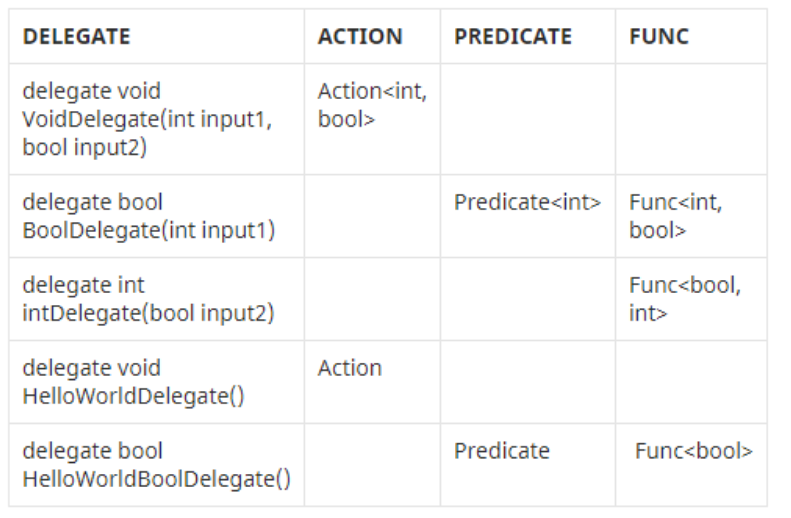 DELEGATE ACTION PREDICATE FUNC
delegate void Action<int,
VoidDelegate(int input1, bool>
bool input2)
delegate bool Predicate<int> Func<int,
BoolDelegate(int input1) bool>
delegate int Func<bool,
intDelegate(bool input2) int>
delegate void Action
HelloWorldDelegate()
delegate bool Predicate Func<bool>
HelloWorldBoolDelegate()